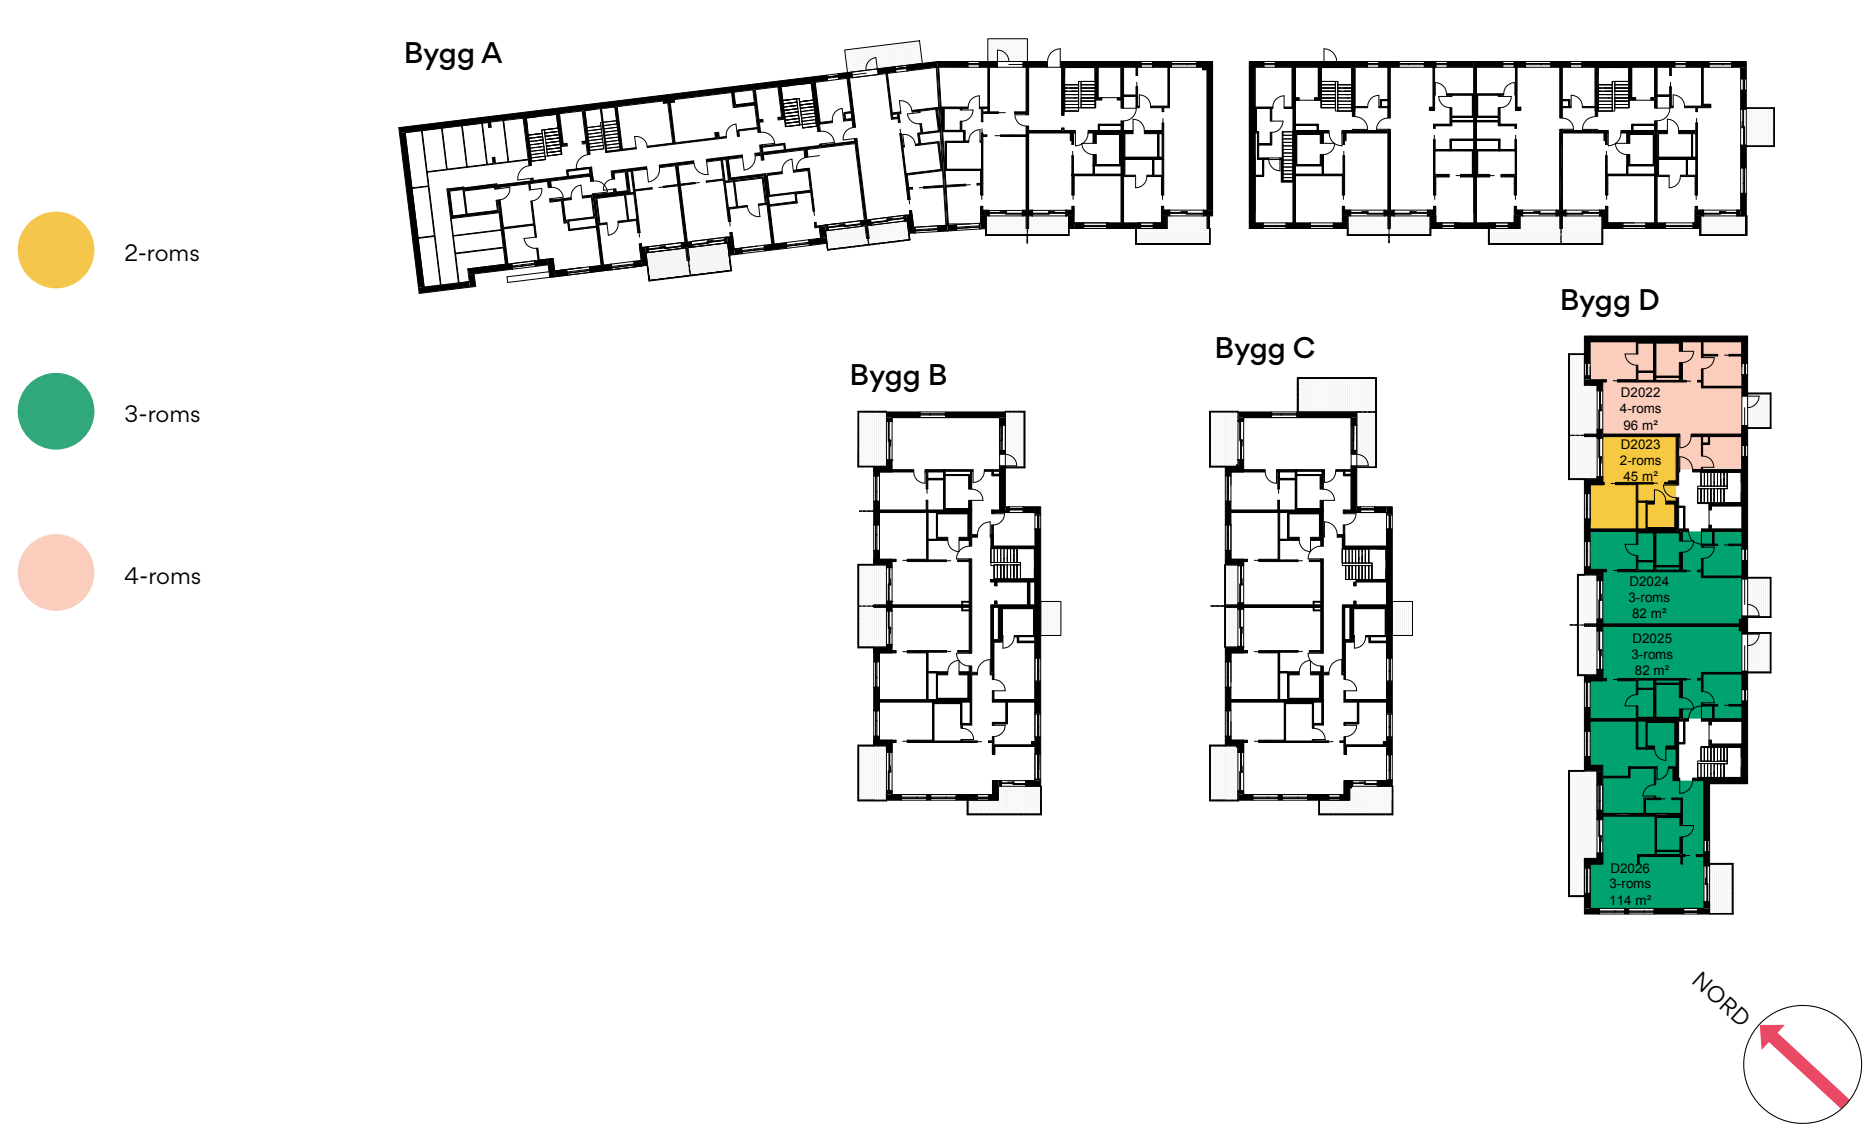 Bygg A
2-roms
3-roms
4-roms
Bygg B
Bygg C
Bygg D
D2022
4-roms
96 m²
D2023
2-roms
45 m²
D2024
3-roms
82 m²
D2025
3-roms
82 m²
D2026
3-roms
114 m²
NORD